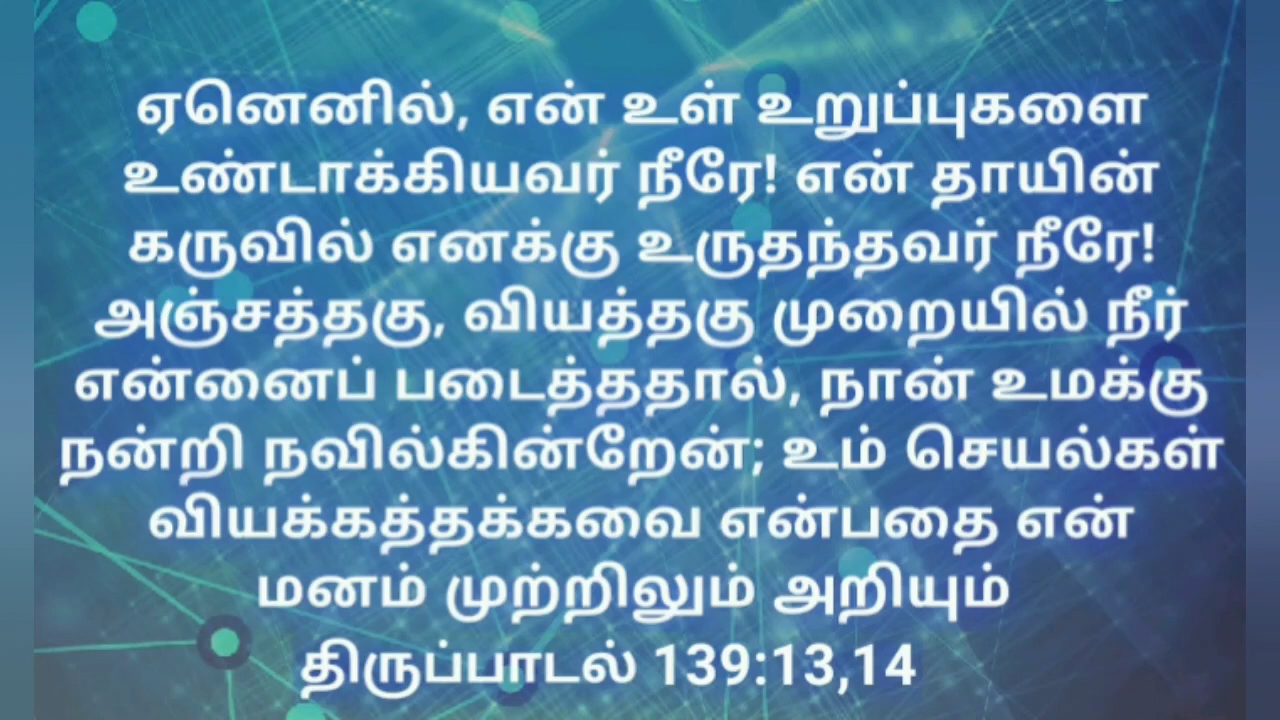 ஏனெனில், என் உள் உறுப்புகளை
உண்டாக்கியவர் நீரே! என் தாயின்
கருவில் எனக்கு உருதந்தவர் நீரே!
அஞ்சத்தகு, வியத்தகு முறையில் நீர்
என்னைப் படைத்ததால், நான் உமக்கு
நன்றி நவில்கின்றேன்; உம் செயல்கள்
வியக்கத்தக்கவை என்பதை என்
மனம் முற்றிலும் அறியும்
திருப்பாடல் 139:13,14